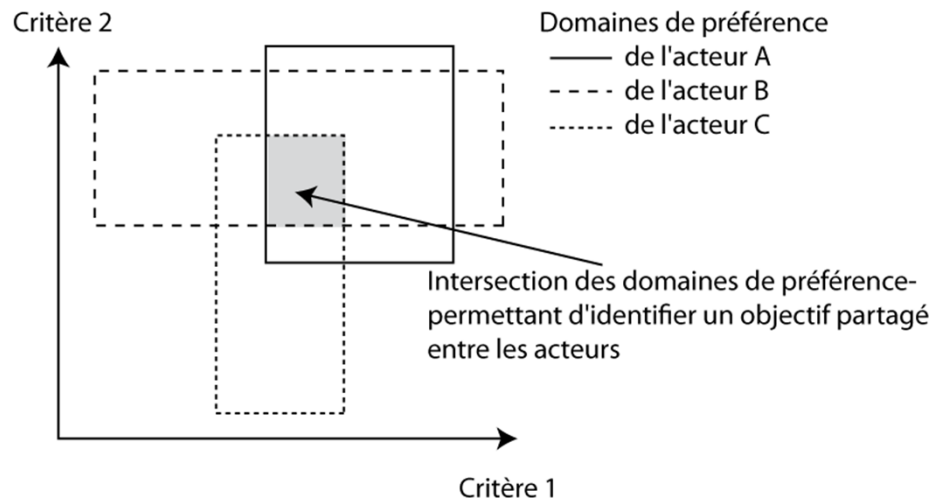 Critère 2
Domaines de préférence
de l'acteur A
de l'acteur B
de l'acteur C
Intersection des domaines de préférence-
permettant d'identifier un objectif partagé
entre les acteurs
Critère 1